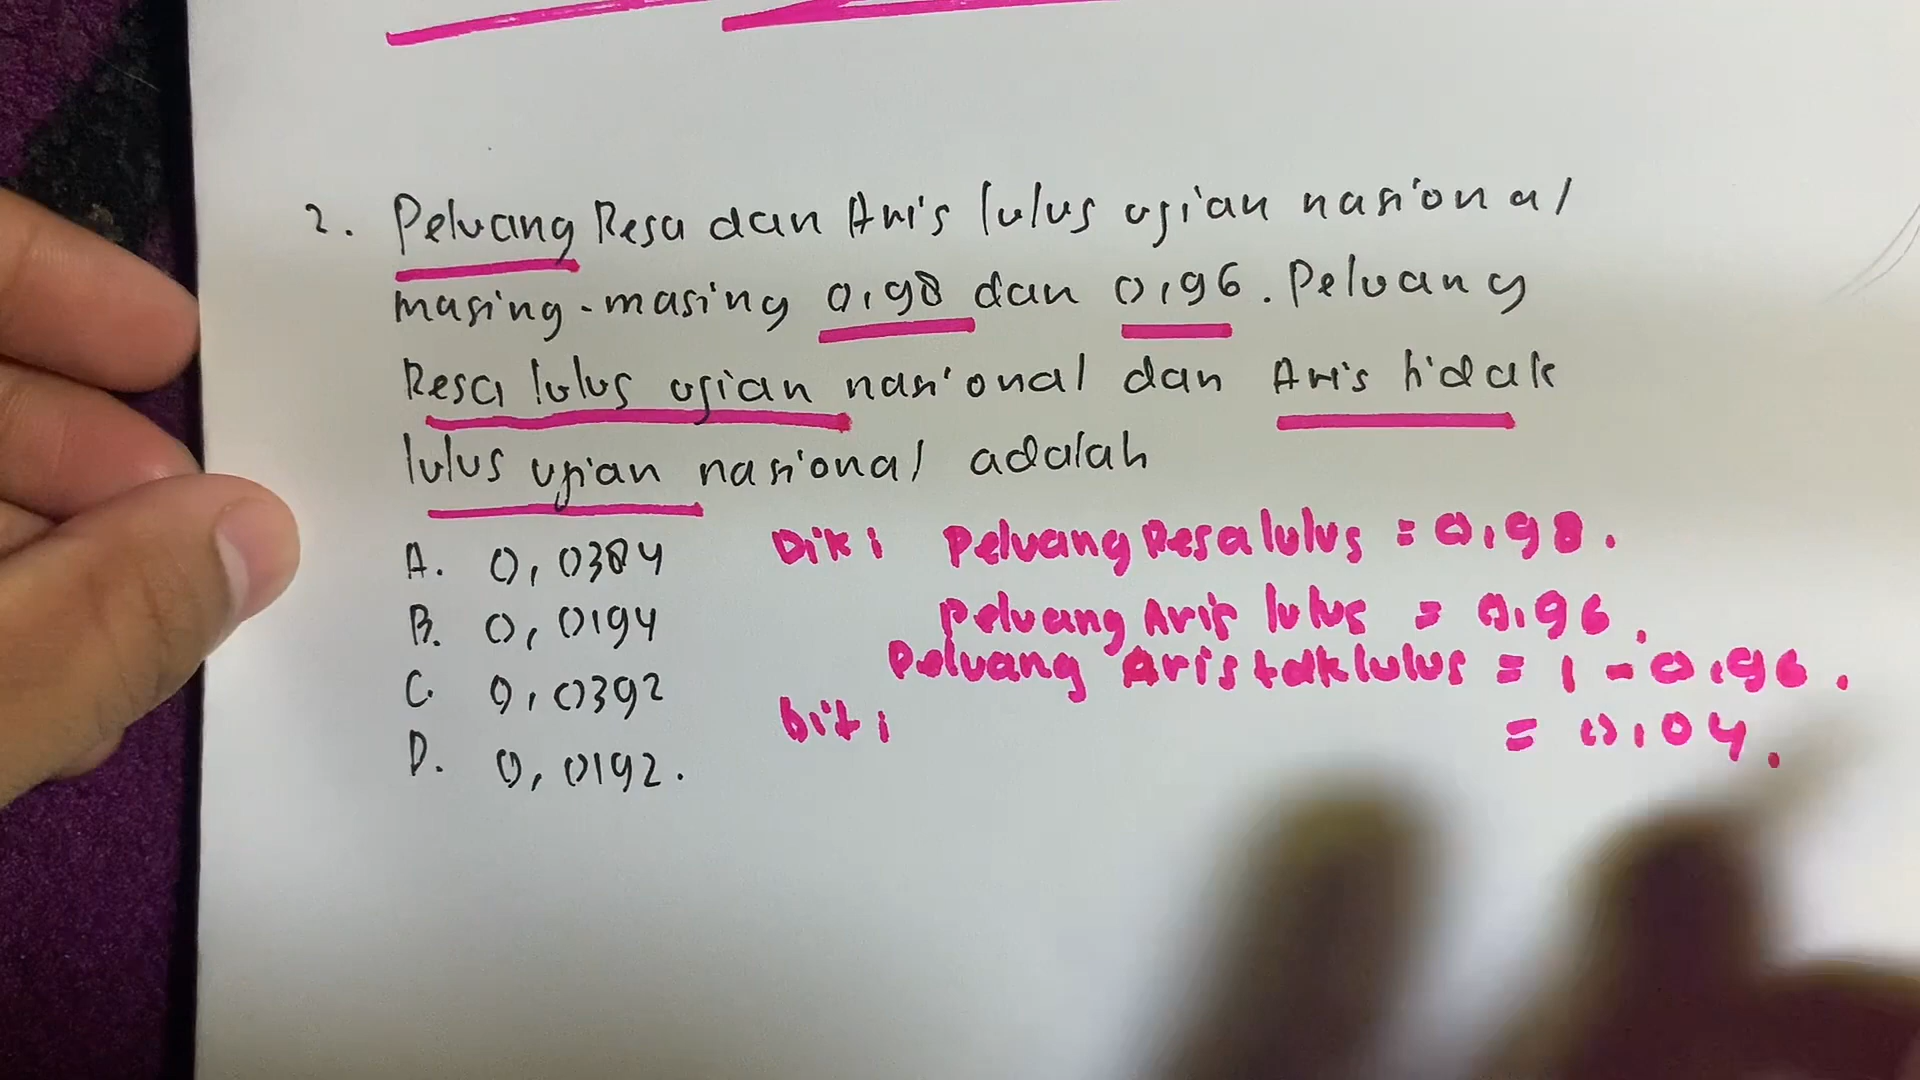 2. Peluang Resa dan Aris lulus ujian nasional
masing-masing 0,98 dan 0,96. Peluang
Resa lulus ujian nasional dan Aris tidak
lulus ujian nasional adalah
A. 0,0384
B. 0,0194
C. 0,0392
D. 0,0192.
Dik : Peluang Resa lulus = 0,98.
Peluang Aris lulus = 0,96.
Peluang Aris tdk lulus = 1 - 0,96.
= 0,04.
Dit :